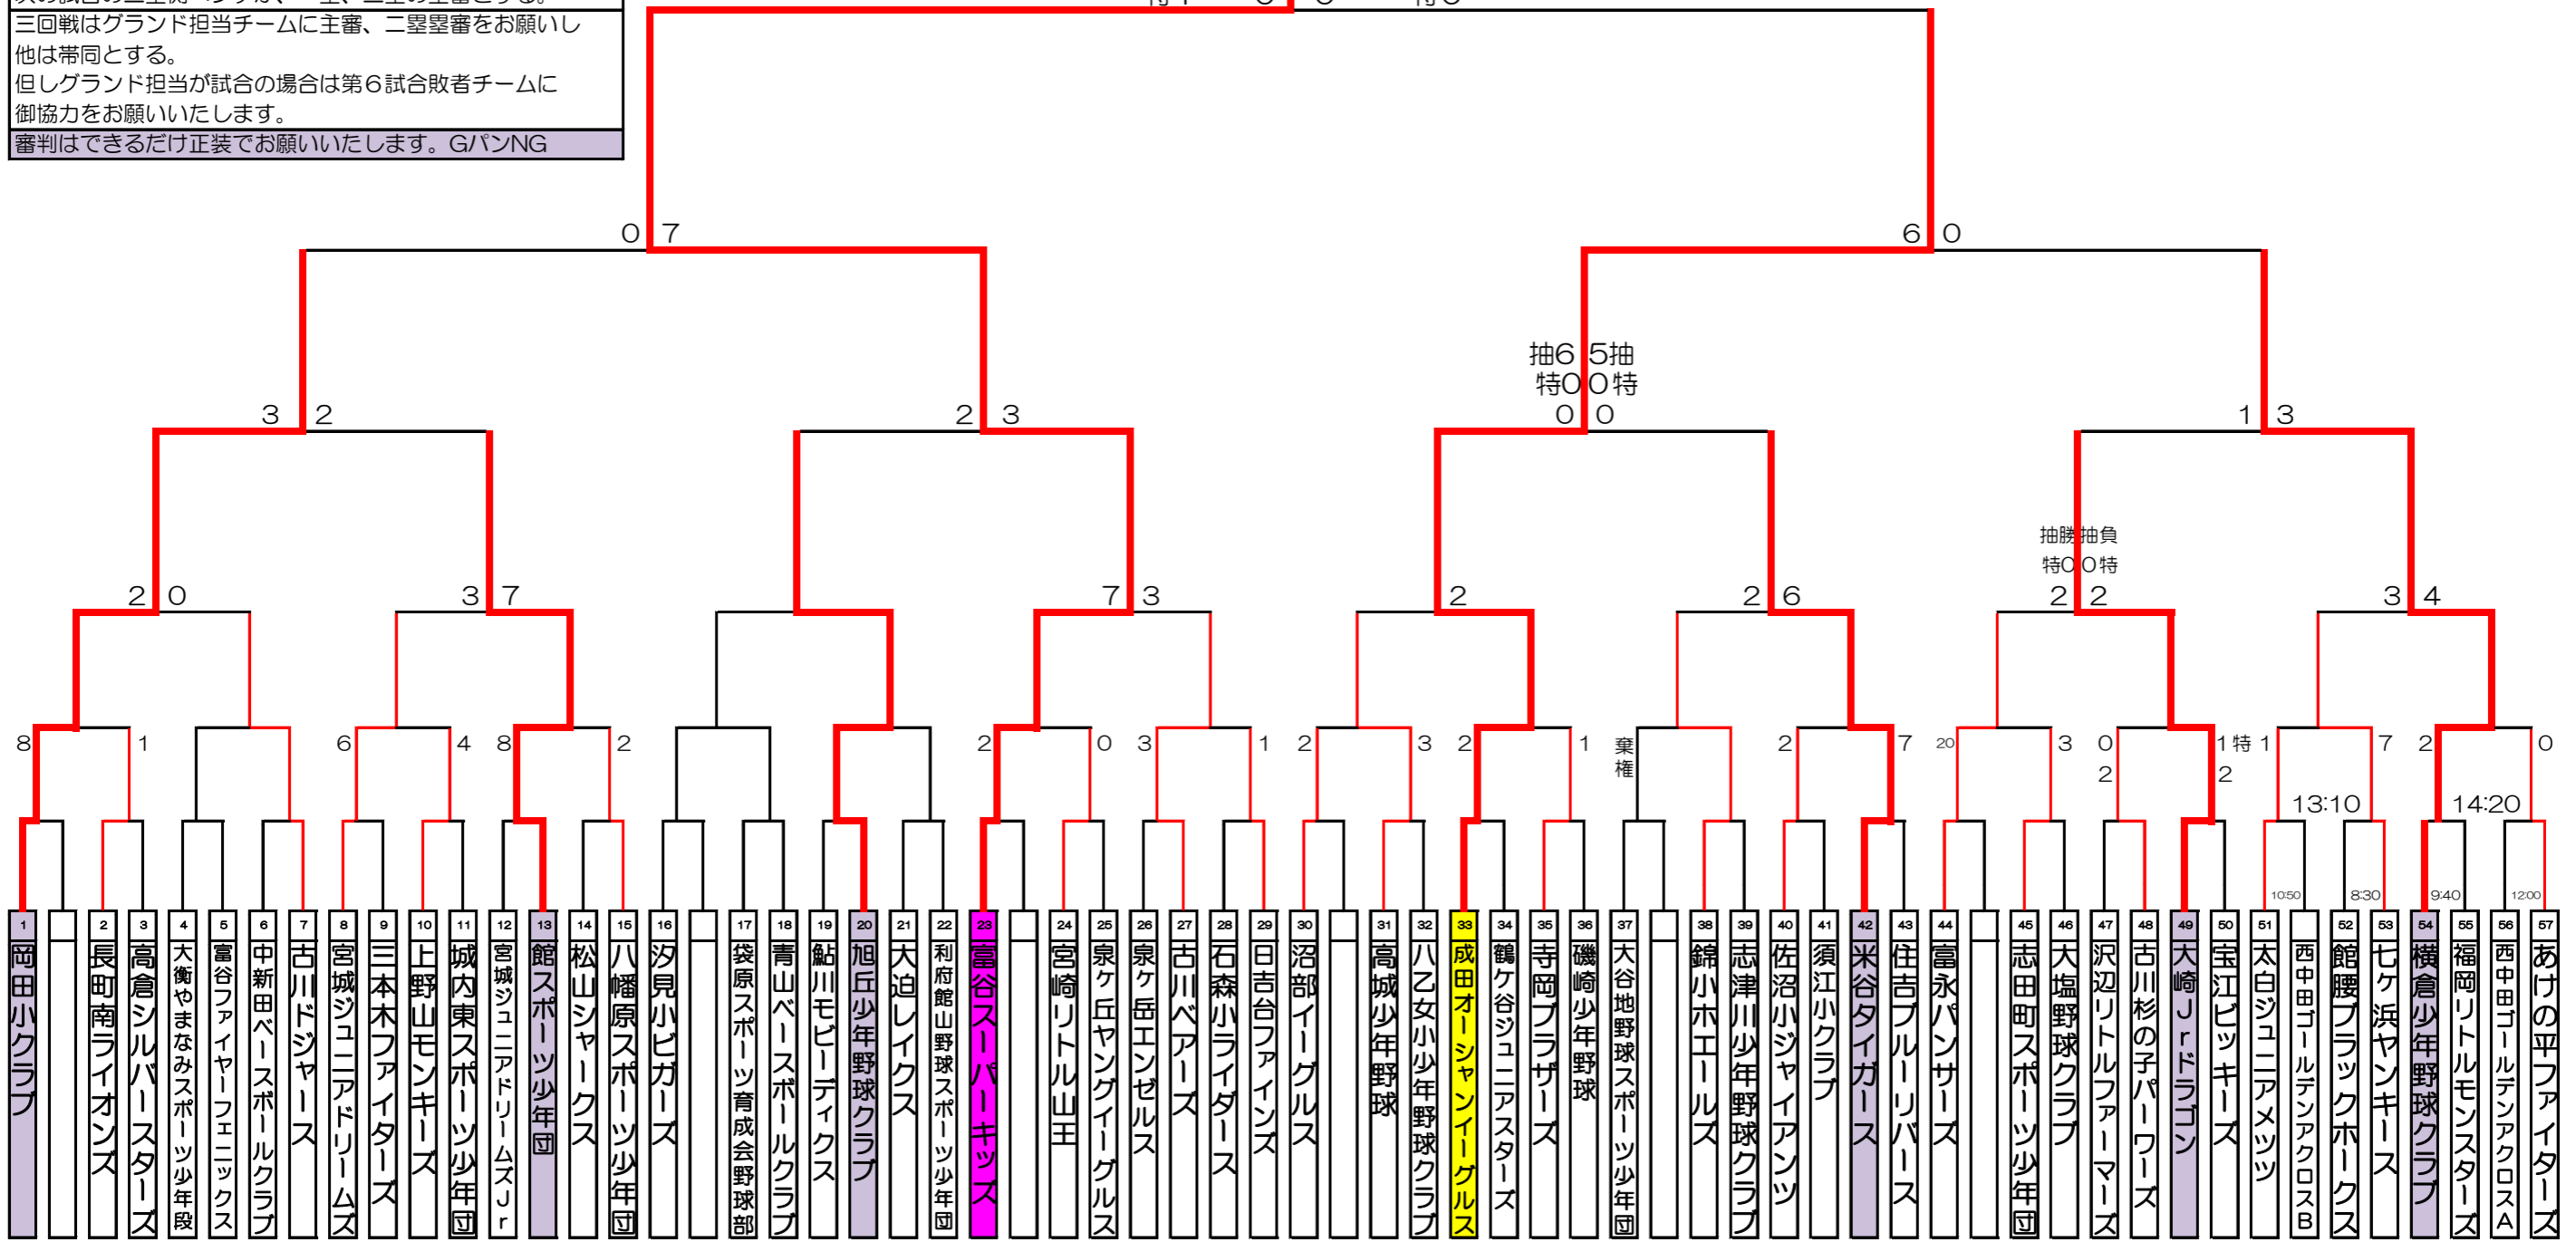 三回戦はグランド担当チームに主審、二塁塁審をお願いし
他は帯同とする。
但しグランド担当が試合の場合は第6試合敗者チームに
御協力をお願いいたします。
審判はできるだけ正装でお願いいたします。GパンNG
0 7
6 0
抽6 5抽
特0 0特
0 0
3 2
2 3
1 3
抽勝 抽負
特0 0特
2 0
3 7
7 3
2
2 6
2 2
3 4
8 1
6 4
8 2
2 0
3 1
2 3
2 1
棄権
2 7
20 3
0 1特
2 2
1 7
2 0
13:10
14:20
10:50
8:30
9:40
12:00
1 岡田小クラブ
2 長町南ライオンズ
3 高倉シルバースターズ
4 大衡やまなみスポーツ少年段
5 富谷ファイヤーフェニックス
6 中新田ベースボールクラブ
7 古川ドジャース
8 宮城ジュニアドリームズ
9 三本木ファイターズ
10 上野山モンキーズ
11 城内東スポーツ少年団
12 宮城ジュニアドリームズJr
13 館スポーツ少年団
14 松山シャークス
15 八幡原スポーツ少年団
16 汐見小ビガーズ
17 袋原スポーツ育成会野球部
18 青山ベースボールクラブ
19 鮎川モビーディクス
20 旭丘少年野球クラブ
21 大迫レイクス
22 利府館山野球スポーツ少年団
23 富谷スーパーキッズ
24 宮崎リトル山王
25 泉ヶ丘ヤングイーグルス
26 泉ヶ岳エンゼルス
27 古川ベアーズ
28 石森小ライダース
29 日吉台ファインズ
30 沼部イーグルス
31 高城少年野球
32 八乙女小少年野球クラブ
33 成田オーシャンイーグルス
34 鶴ケ谷ジュニアスターズ
35 寺岡ブラザーズ
36 磯崎少年野球
37 大谷地野球スポーツ少年団
38 錦小ホエールズ
39 志津川少年野球クラブ
40 佐沼小ジャイアンツ
41 須江小クラブ
42 米谷タイガース
43 住吉ブルーリバース
44 富永パンサーズ
45 志田町スポーツ少年団
46 大塩野球クラブ
47 沢辺リトルファーマーズ
48 古川杉の子パーワーズ
49 大崎Jrドラゴン
50 宝江ビッキーズ
51 太白ジュニアメッツ
西中田ゴールデンアクロスB
52 館腰ブラックホークス
53 七ヶ浜ヤンキース
54 横倉少年野球クラブ
55 福岡リトルモンスターズ
56 西中田ゴールデンアクロスA
57 あけの平ファイターズ